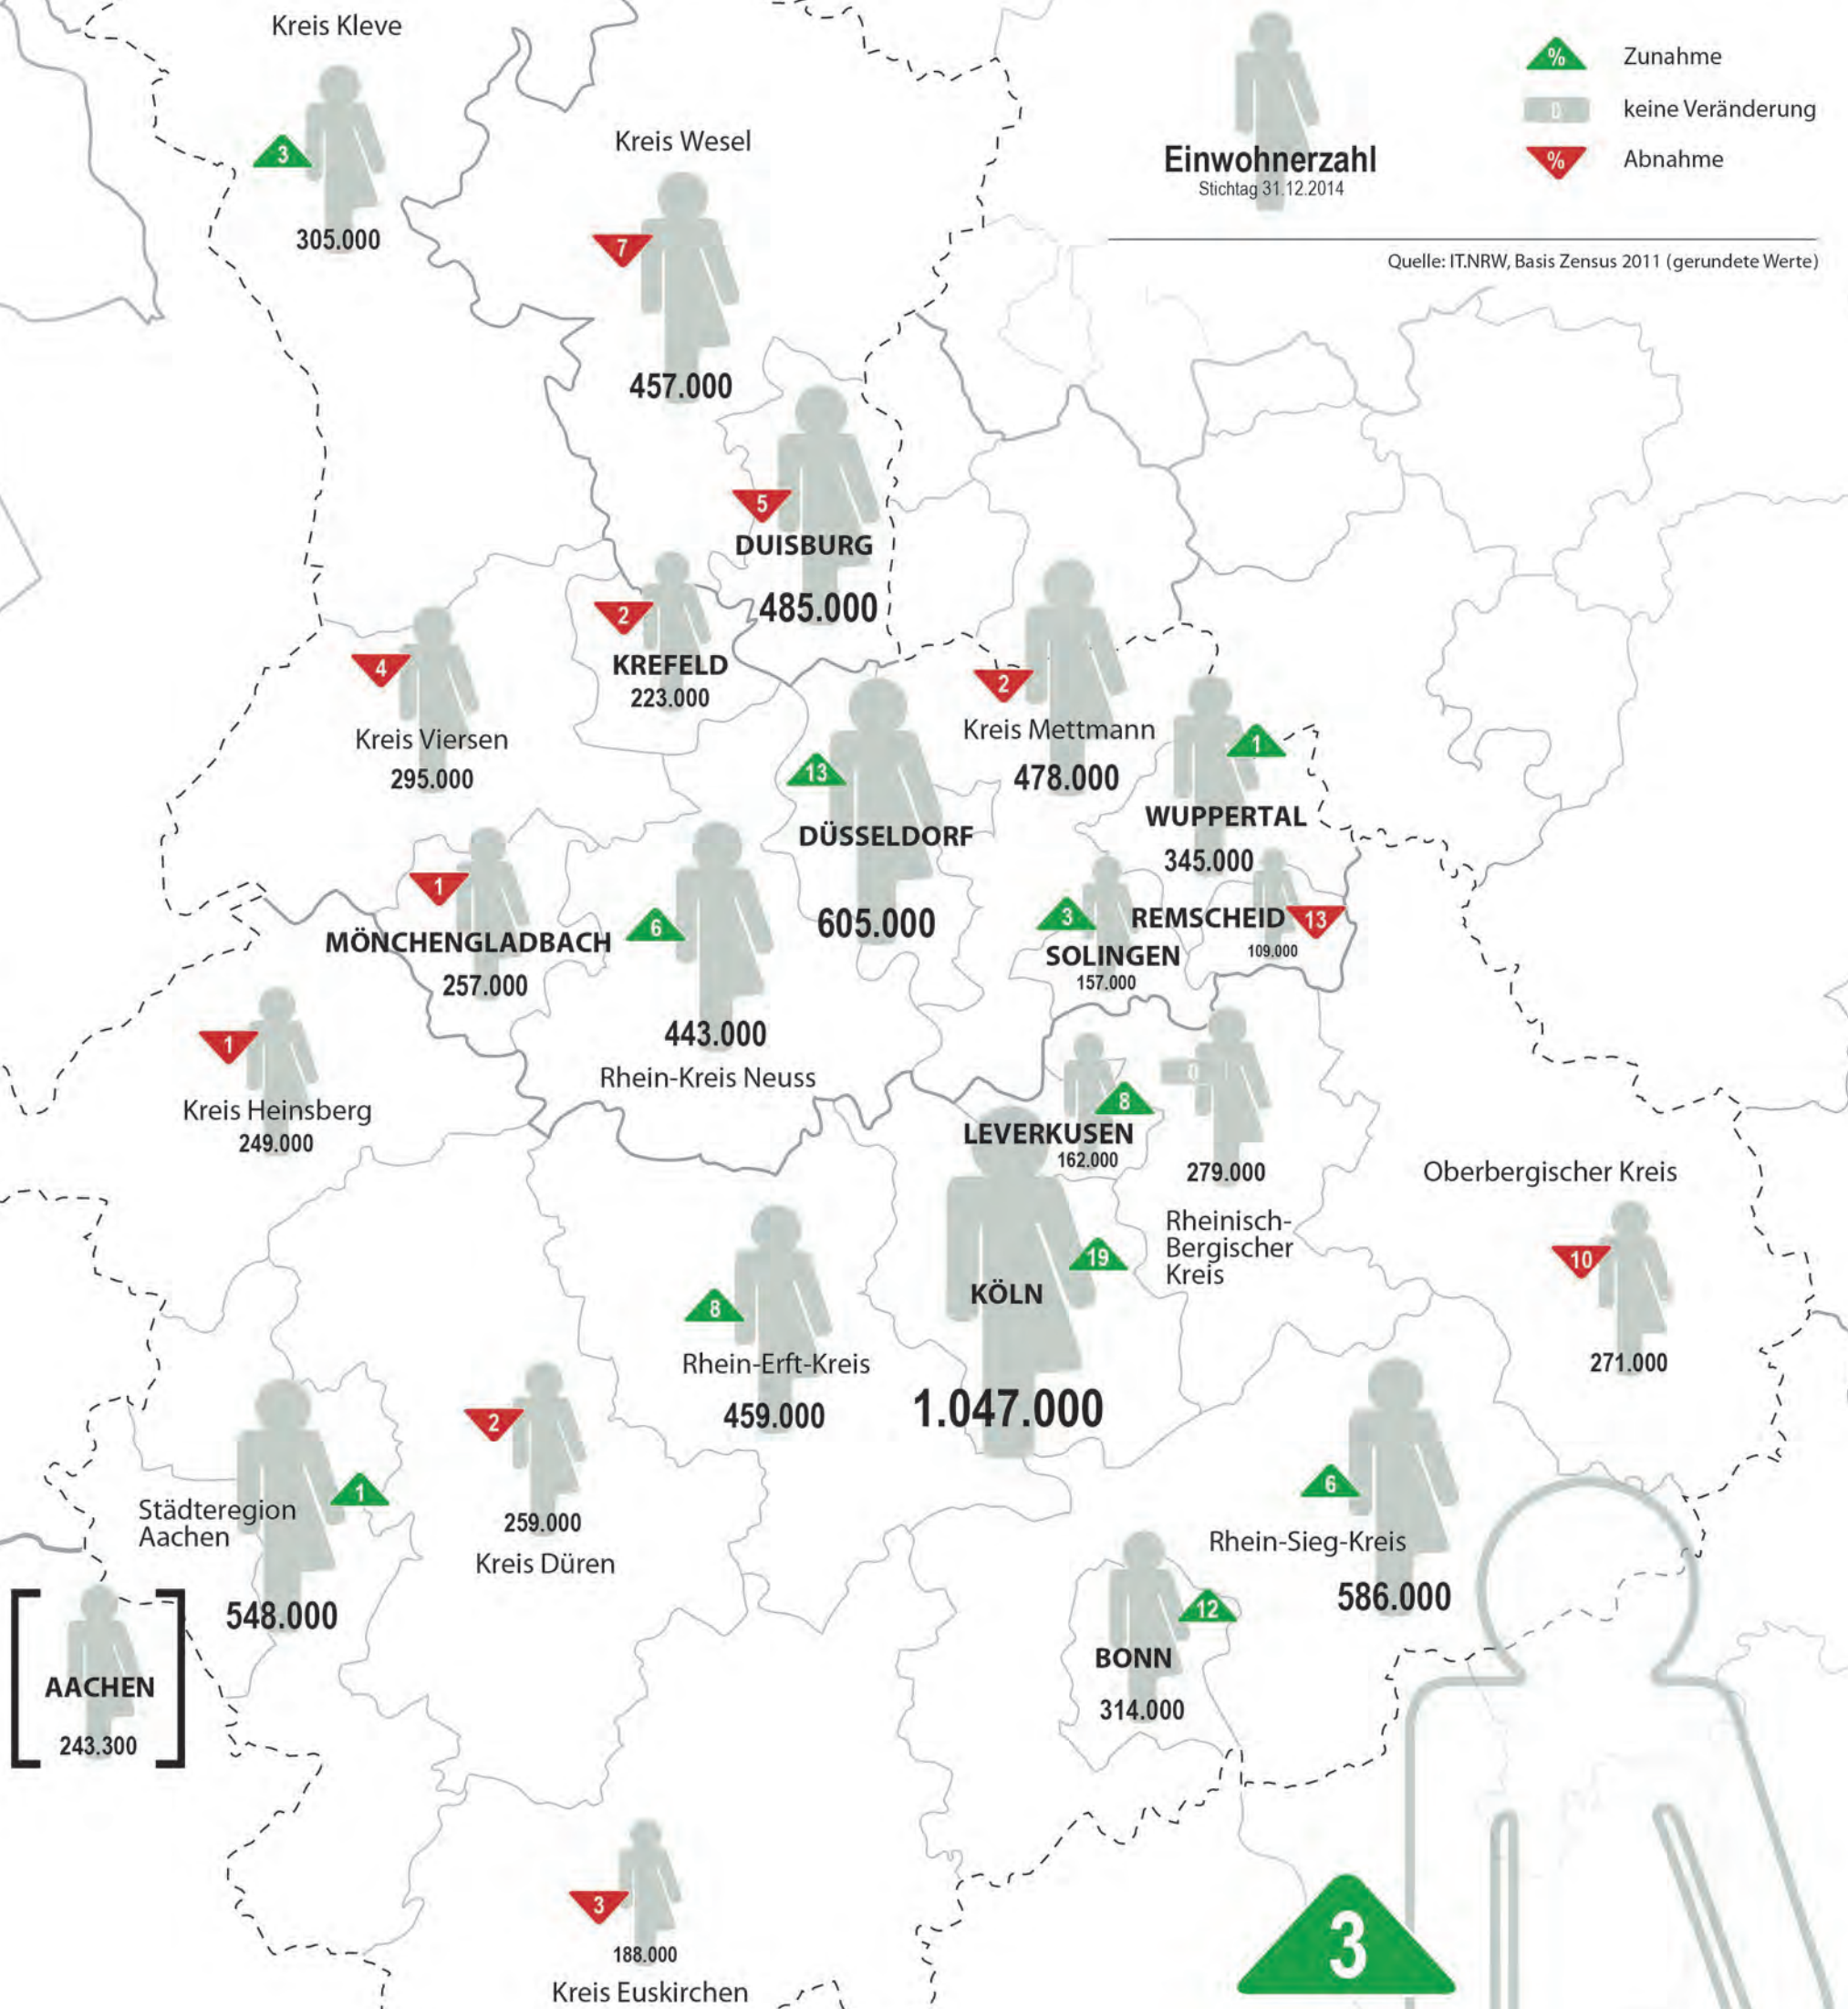 Kreis Kleve
3
305.000
Kreis Wesel
7
457.000
Einwohnerzahl
Stichtag 31.12.2014
% Zunahme
0 keine Veränderung
% Abnahme
Quelle: IT.NRW, Basis Zensus 2011 (gerundete Werte)
5
DUISBURG
485.000
2
KREFELD
223.000
4
Kreis Viersen
295.000
2
Kreis Mettmann
478.000
13
DÜSSELDORF
605.000
1
WUPPERTAL
345.000
1
MÖNCHENGLADBACH
257.000
6
443.000
Rhein-Kreis Neuss
3
SOLINGEN
157.000
REMSCHEID
13
109.000
1
Kreis Heinsberg
249.000
8
LEVERKUSEN
162.000
0
279.000
Rheinisch-
Bergischer
Kreis
Oberbergischer Kreis
10
271.000
19
KÖLN
1.047.000
8
Rhein-Erft-Kreis
459.000
2
259.000
Kreis Düren
1
Städteregion
Aachen
548.000
AACHEN
243.300
6
Rhein-Sieg-Kreis
586.000
12
BONN
314.000
3
188.000
Kreis Euskirchen
3